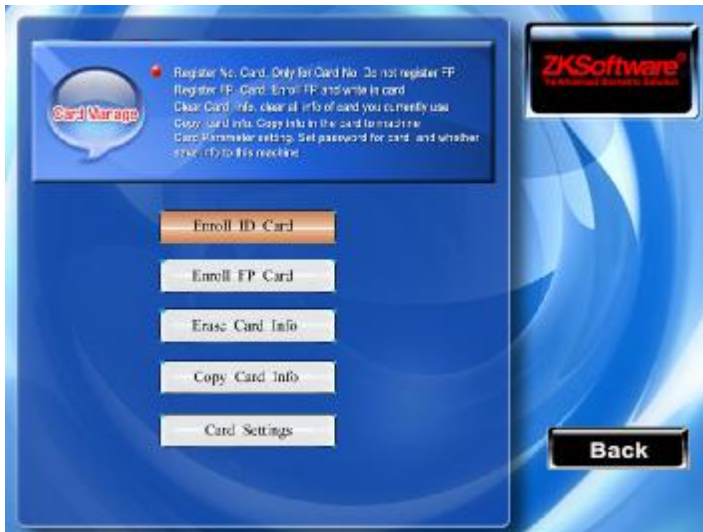 Card Manage
Register No. Card. Only for Card No. Do not register FP
Register FP Card. Enroll FP and write in card
Clear Card Info. clear all info of card you currently use
Copy card info. Copy info in the card to machine
Card Parameter setting. Set password for card, and whether
save info to this machine
ZKSoftware®
Enroll ID Card
Enroll FP Card
Erase Card Info
Copy Card Info
Card Settings
Back